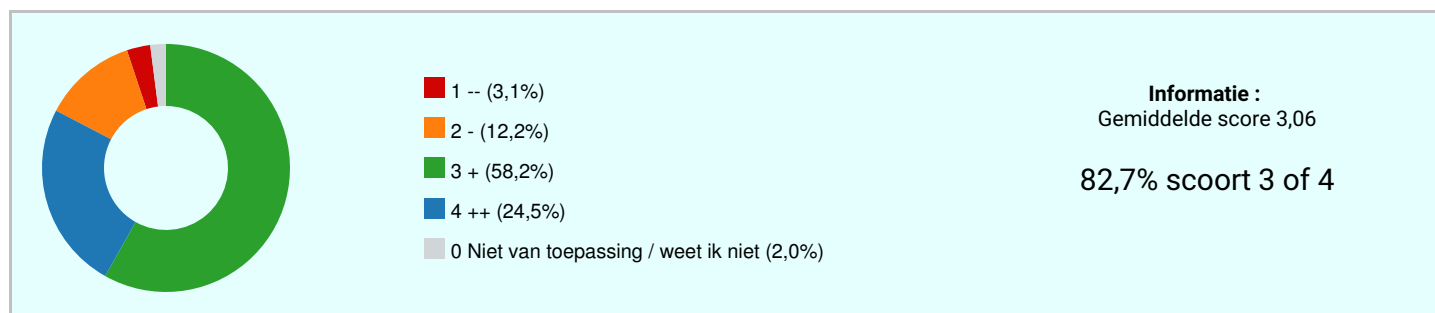 1 -- (3,1%)
2 - (12,2%)
3 + (58,2%)
4 ++ (24,5%)
0 Niet van toepassing / weet ik niet (2,0%)
Informatie :
Gemiddelde score 3,06
82,7% scoort 3 of 4